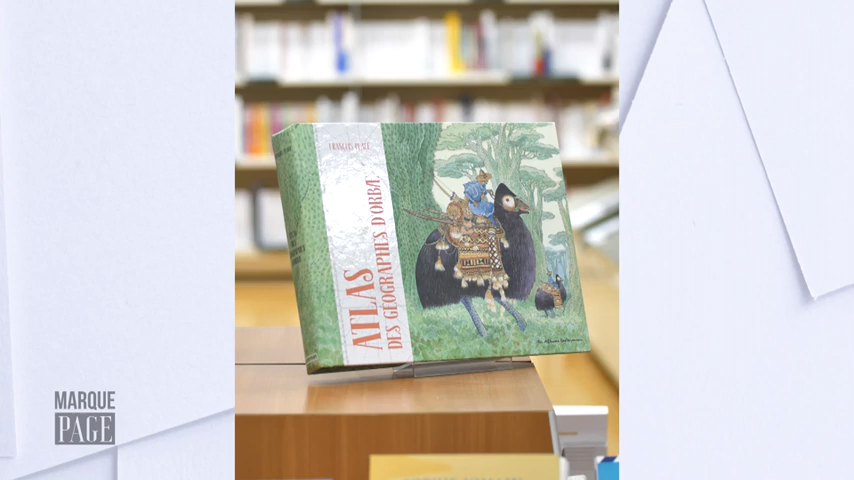 FRANÇOIS PLACE
ATLAS
DES GÉOGRAPHES D'ORBÆ
MARQUE
PAGE